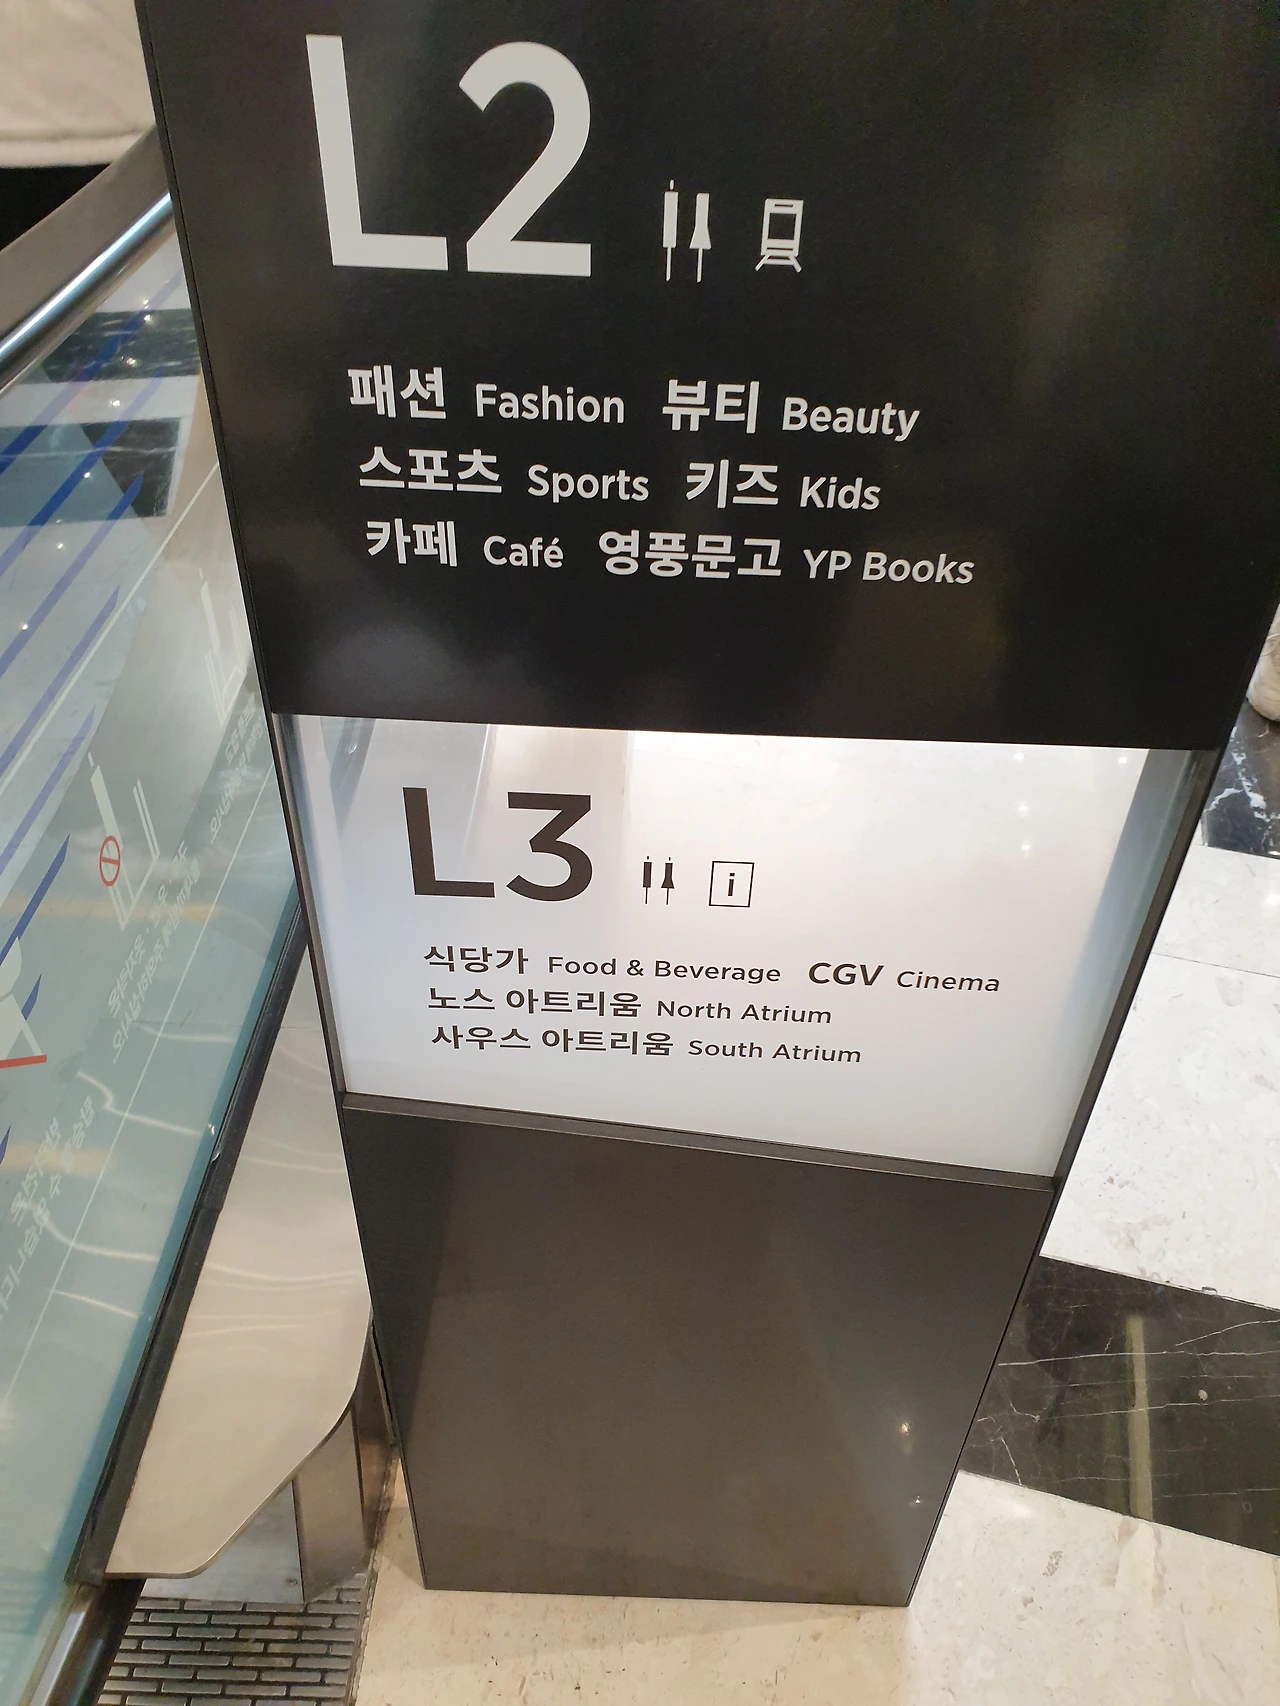 L2
패션 Fashion 뷰티 Beauty
스포츠 Sports 키즈 Kids
카페 Café 영풍문고 YP Books
L3 i
식당가 Food & Beverage CGV Cinema
노스 아트리움 North Atrium
사우스 아트리움 South Atrium